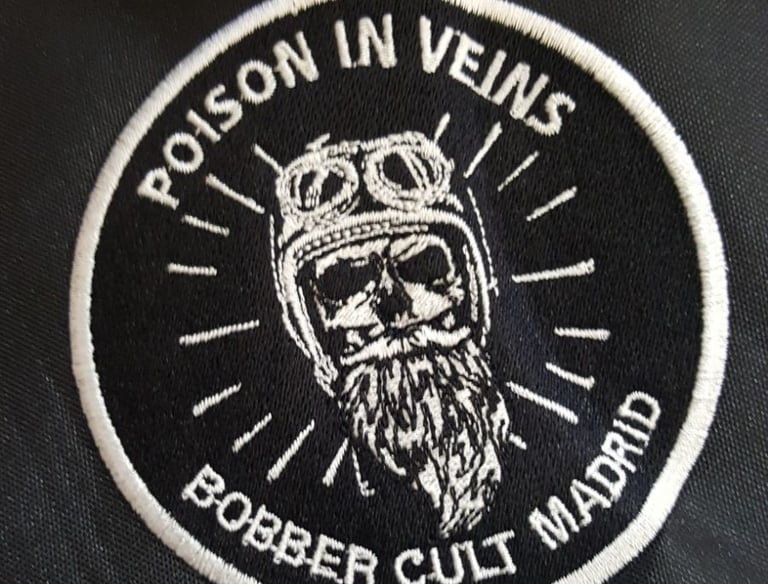 POISON IN VEINS
BOBBER CULT MADRID